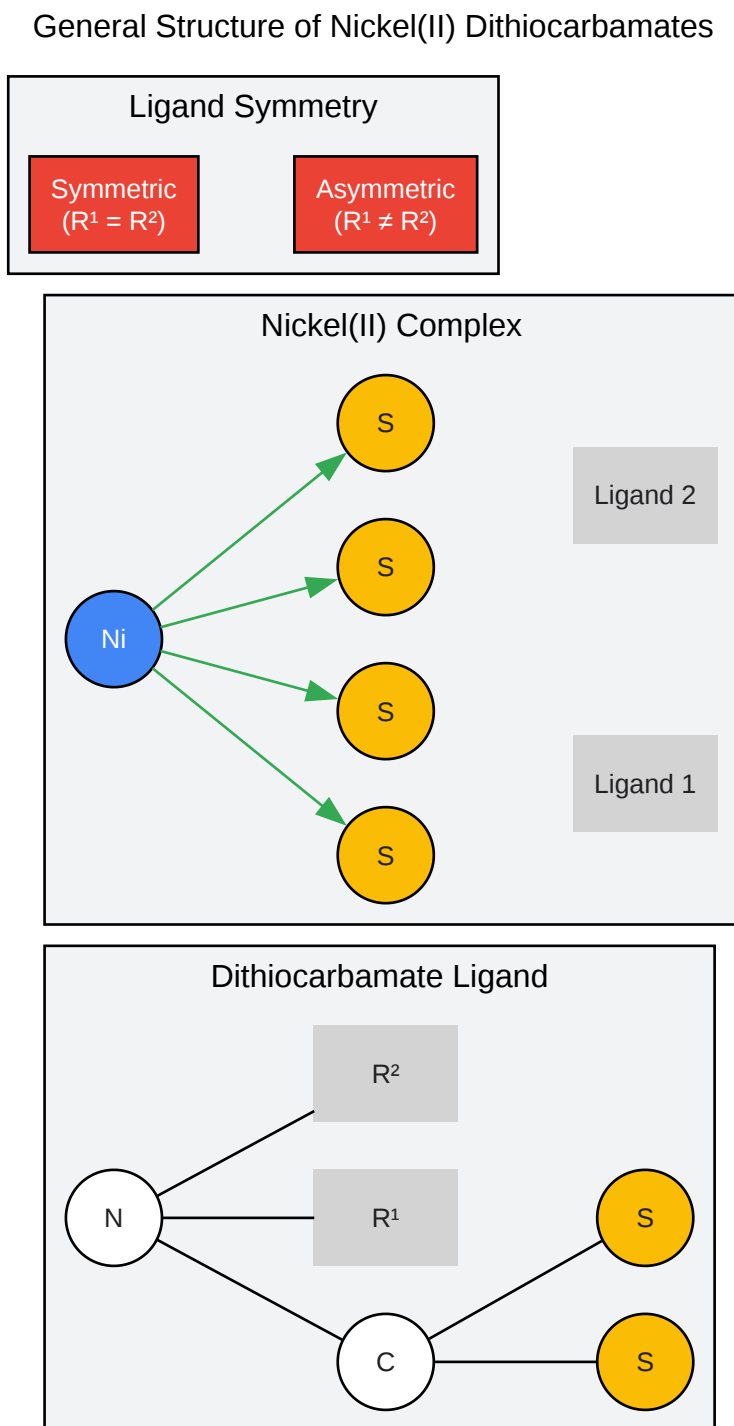 General Structure of Nickel(II) Dithiocarbamates
Ligand Symmetry
Symmetric
(R¹ = R²)
Asymmetric
(R¹ ≠ R²)
Nickel(II) Complex
S
Ligand 2
S
Ni
S
Ligand 1
S
Dithiocarbamate Ligand
R²
N
R¹
S
C
S